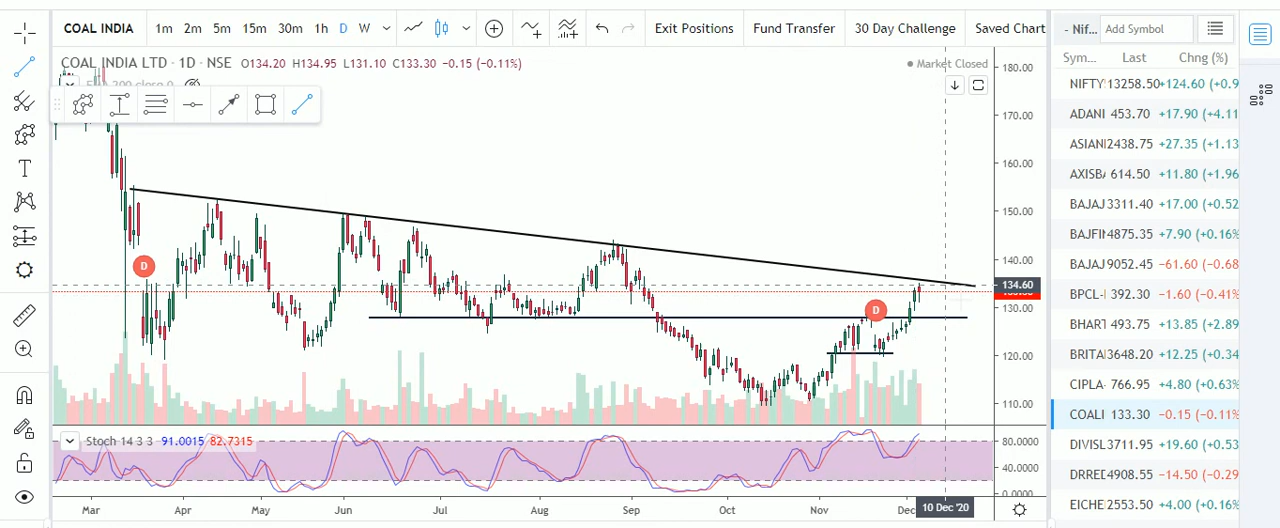 COAL INDIA 1m 2m 5m 15m 30m 1h D W Exit Positions Fund Transfer 30 Day Challenge Saved Chart
- Nif... Add Symbol
COAL INDIA LTD · 1D · NSE O134.20 H134.95 L131.10 C133.30 -0.15 (-0.11%)
Market Closed
Sym... Last Chng (%)
180.00
170.00
160.00
150.00
140.00
134.60
130.00
120.00
110.00
D
D
NIFTY 13258.50 +124.60 (+0.9
ADANI 453.70 +17.90 (+4.11
ASIAN 2438.75 +27.35 (+1.13
AXISBA 614.50 +11.80 (+1.96
BAJAJ 3311.40 +17.00 (+0.52
BAJFI 4875.35 +7.90 (+0.16%
BAJAJ 9052.45 -61.60 (-0.68
BPCL- 392.30 -1.60 (-0.41%
BHART 493.75 +13.85 (+2.89
BRITA 3648.20 +12.25 (+0.34
CIPLA- 766.95 +4.80 (+0.63%
COALI 133.30 -0.15 (-0.11%
DIVISL 3711.95 +19.60 (+0.53
DRREE 4908.55 -14.50 (-0.29
EICHE 2553.50 +4.00 (+0.16%
Stoch 14 3 3 91.0015 82.7315
80.0000
40.0000
0.0000
Mar Apr May Jun Jul Aug Sep Oct Nov Dec 10 Dec '20